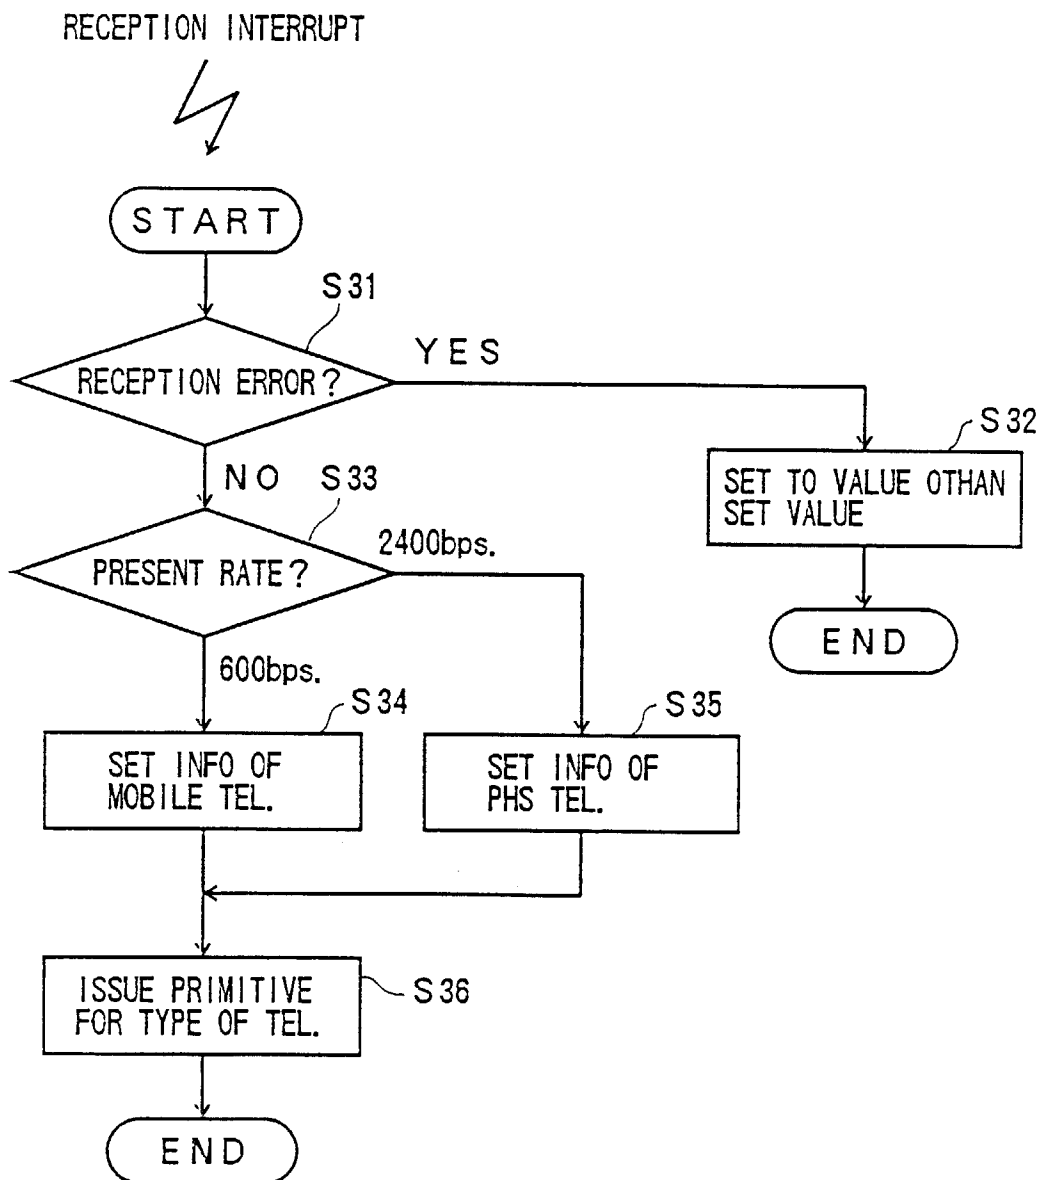 RECEPTION INTERRUPT
START
S31
RECEPTION ERROR?
YES
NO
S32
SET TO VALUE OTHAN
SET VALUE
END
S33
PRESENT RATE?
2400bps.
600bps.
S34
SET INFO OF
MOBILE TEL.
S35
SET INFO OF
PHS TEL.
ISSUE PRIMITIVE
FOR TYPE OF TEL.
S36
END